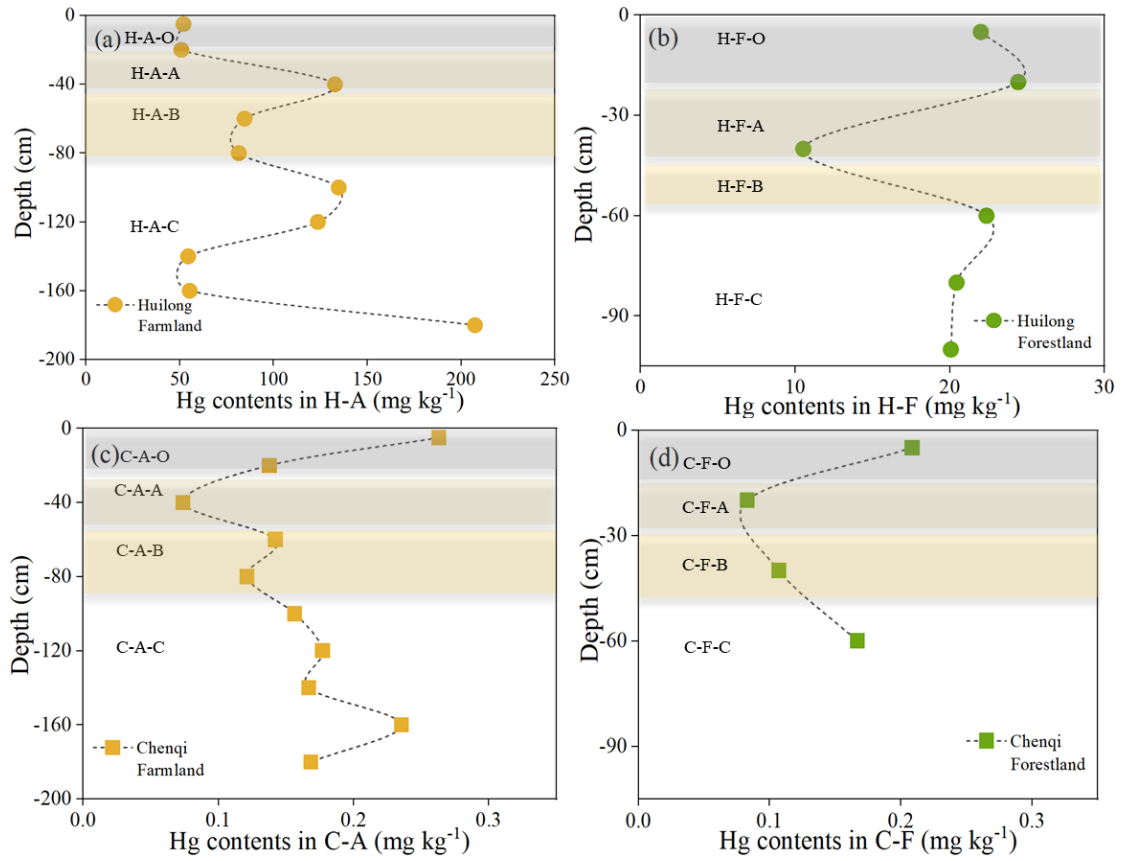 0
(a)
H-A-O
-40
H-A-A
H-A-B
-80
-120
H-A-C
-160
Huilong
Farmland
-200
0
50
100
150
200
250
Depth (cm)
Hg contents in H-A (mg kg⁻¹)
0
(b)
H-F-O
-30
H-F-A
H-F-B
-60
H-F-C
-90
Huilong
Forestland
0
10
20
30
Depth (cm)
Hg contents in H-F (mg kg⁻¹)
0
(c)
C-A-O
-40
C-A-A
C-A-B
-80
-120
C-A-C
-160
Chenqi
Farmland
-200
0.1
0.2
0.3
Depth (cm)
Hg contents in C-A (mg kg⁻¹)
0
(d)
C-F-O
C-F-A
-30
C-F-B
-60
C-F-C
-90
Chenqi
Forestland
0.1
0.2
0.3
Depth (cm)
Hg contents in C-F (mg kg⁻¹)